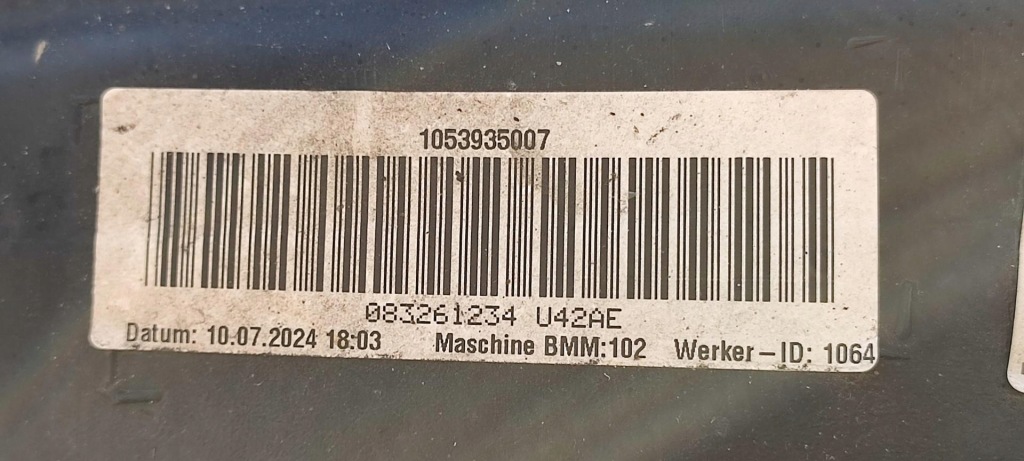 1053935007
083261234 U42AE
Datum: 10.07.2024 18:03 Maschine BMM:102 Werker-ID: 1064